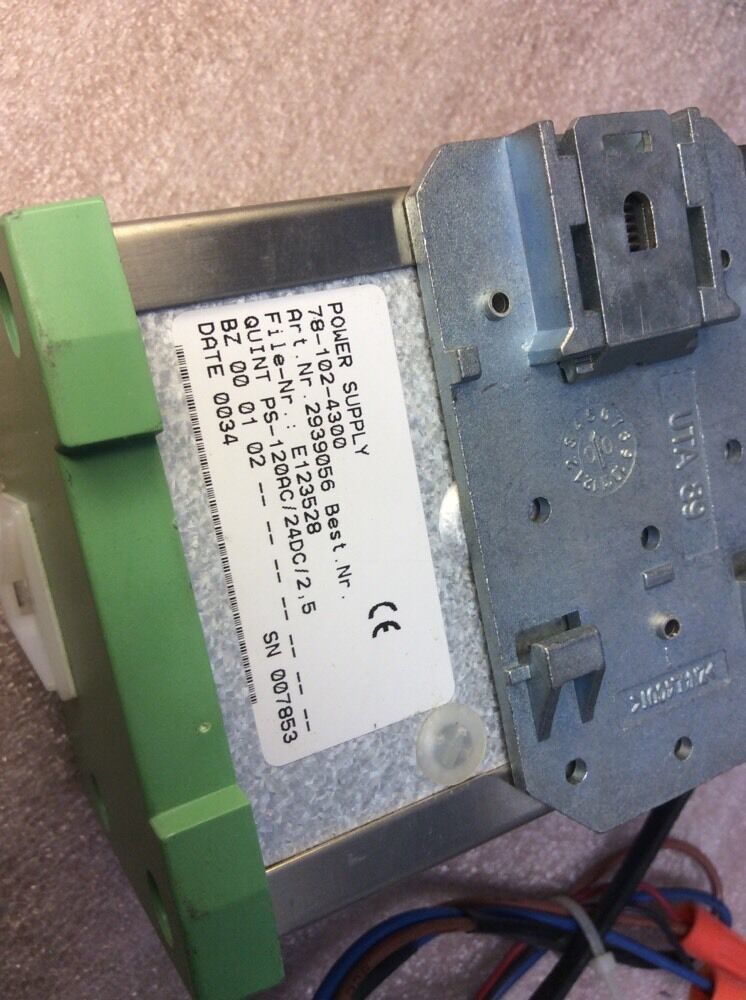 POWER SUPPLY
78-102-4300
Art.Nr.2939056 Best.Nr.
File-Nr.: E123528
QUINT PS-120AC/24DC/2,5
BZ 00 01 02 -- -- -- -- -- -- --
DATE 0034
SN 007853
CE
UTA 89